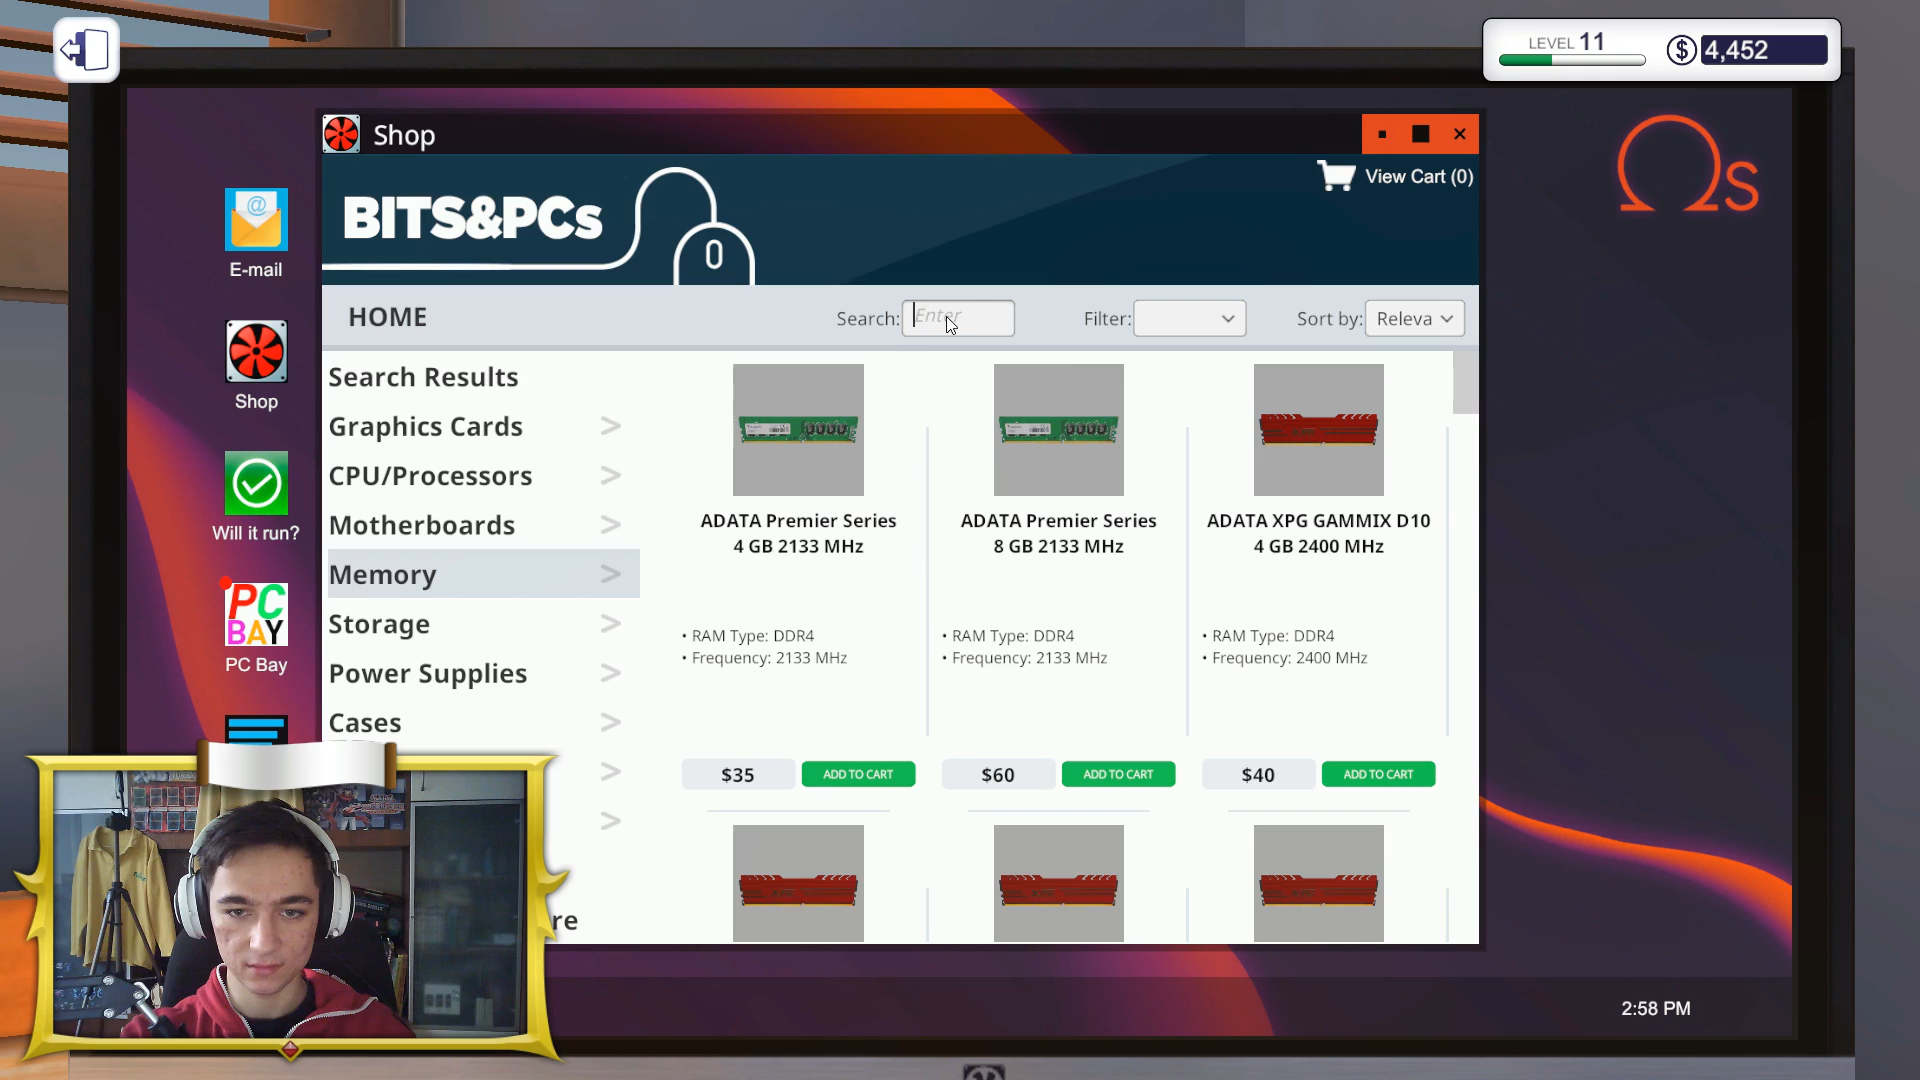 LEVEL 11
$ 4,452
Shop
View Cart (0)
BITS&PCs
Ωs
E-mail
Shop
Will it run?
PC
BAY
PC Bay
HOME
Search: Enter
Filter:
Sort by: Releva
Search Results
Graphics Cards >
CPU/Processors >
Motherboards >
Memory >
Storage >
Power Supplies >
Cases >
>
>
re
ADATA Premier Series
4 GB 2133 MHz
• RAM Type: DDR4
• Frequency: 2133 MHz
$35 ADD TO CART
ADATA Premier Series
8 GB 2133 MHz
• RAM Type: DDR4
• Frequency: 2133 MHz
$60 ADD TO CART
ADATA XPG GAMMIX D10
4 GB 2400 MHz
• RAM Type: DDR4
• Frequency: 2400 MHz
$40 ADD TO CART
2:58 PM